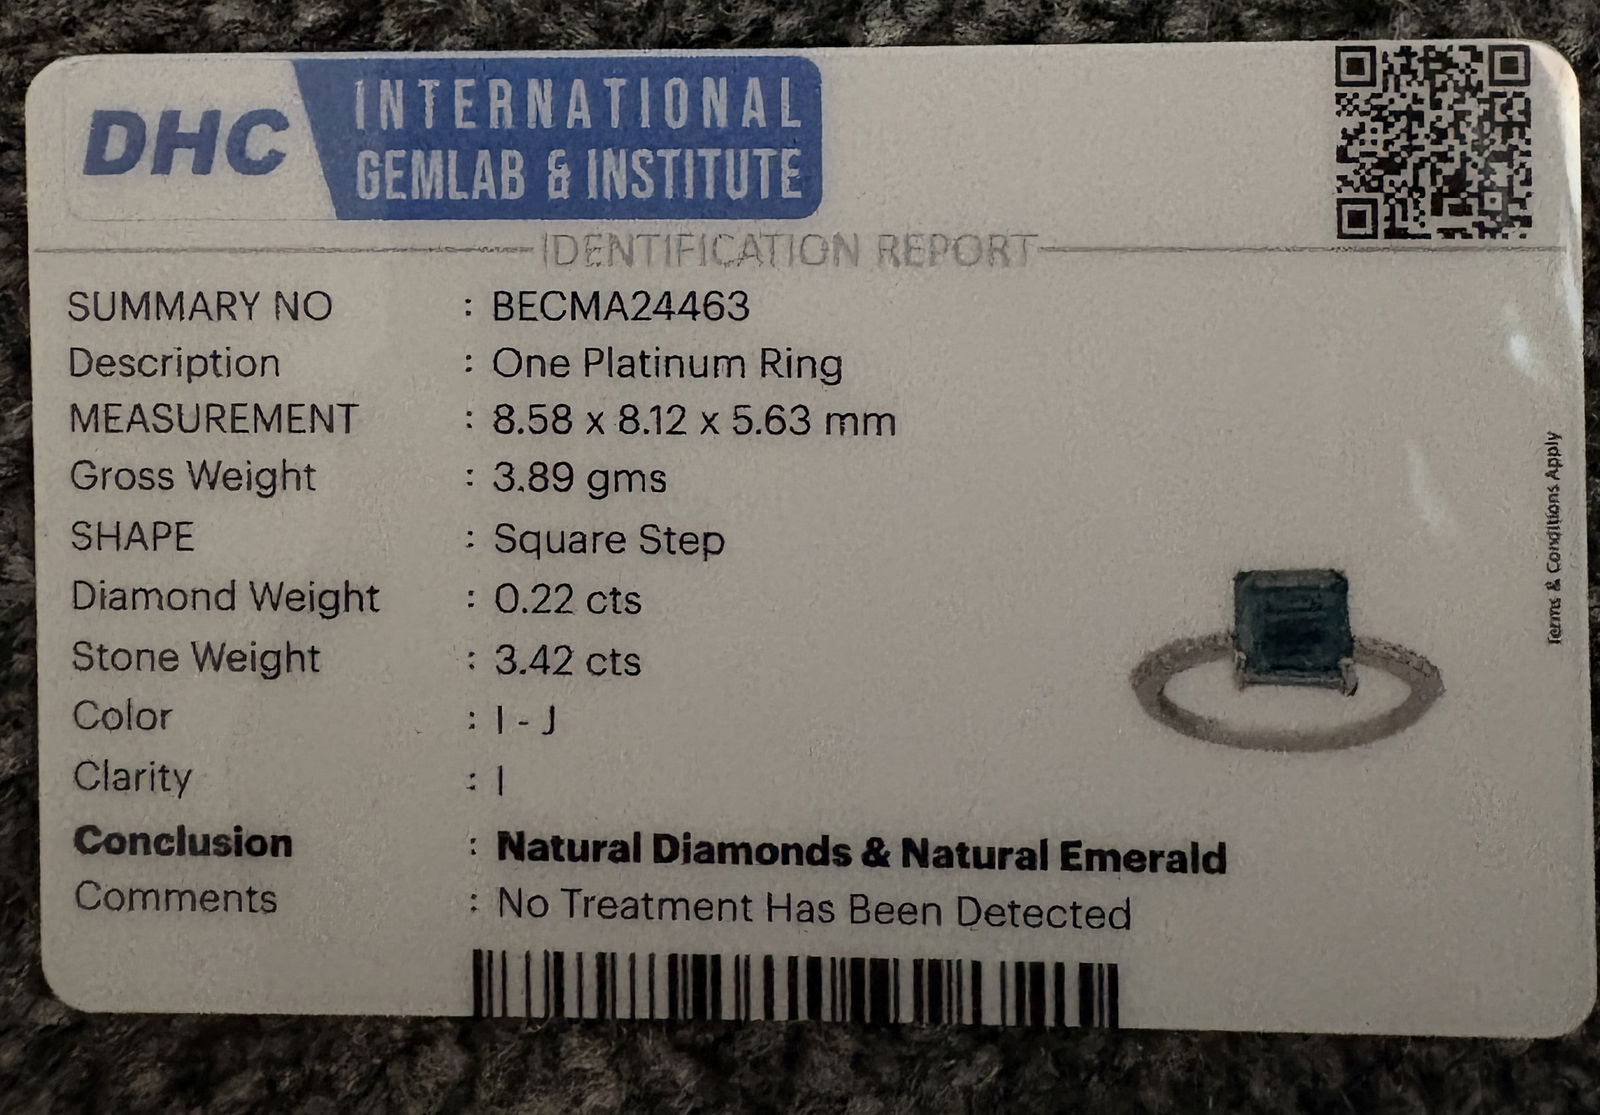 DHC INTERNATIONAL
GEMLAB & INSTITUTE
IDENTIFICATION REPORT
SUMMARY NO : BECMA24463
Description : One Platinum Ring
MEASUREMENT : 8.58 x 8.12 x 5.63 mm
Gross Weight : 3.89 gms
SHAPE : Square Step
Diamond Weight : 0.22 cts
Stone Weight : 3.42 cts
Color : I - J
Clarity : I
Conclusion : Natural Diamonds & Natural Emerald
Comments : No Treatment Has Been Detected
Terms & Conditions Apply